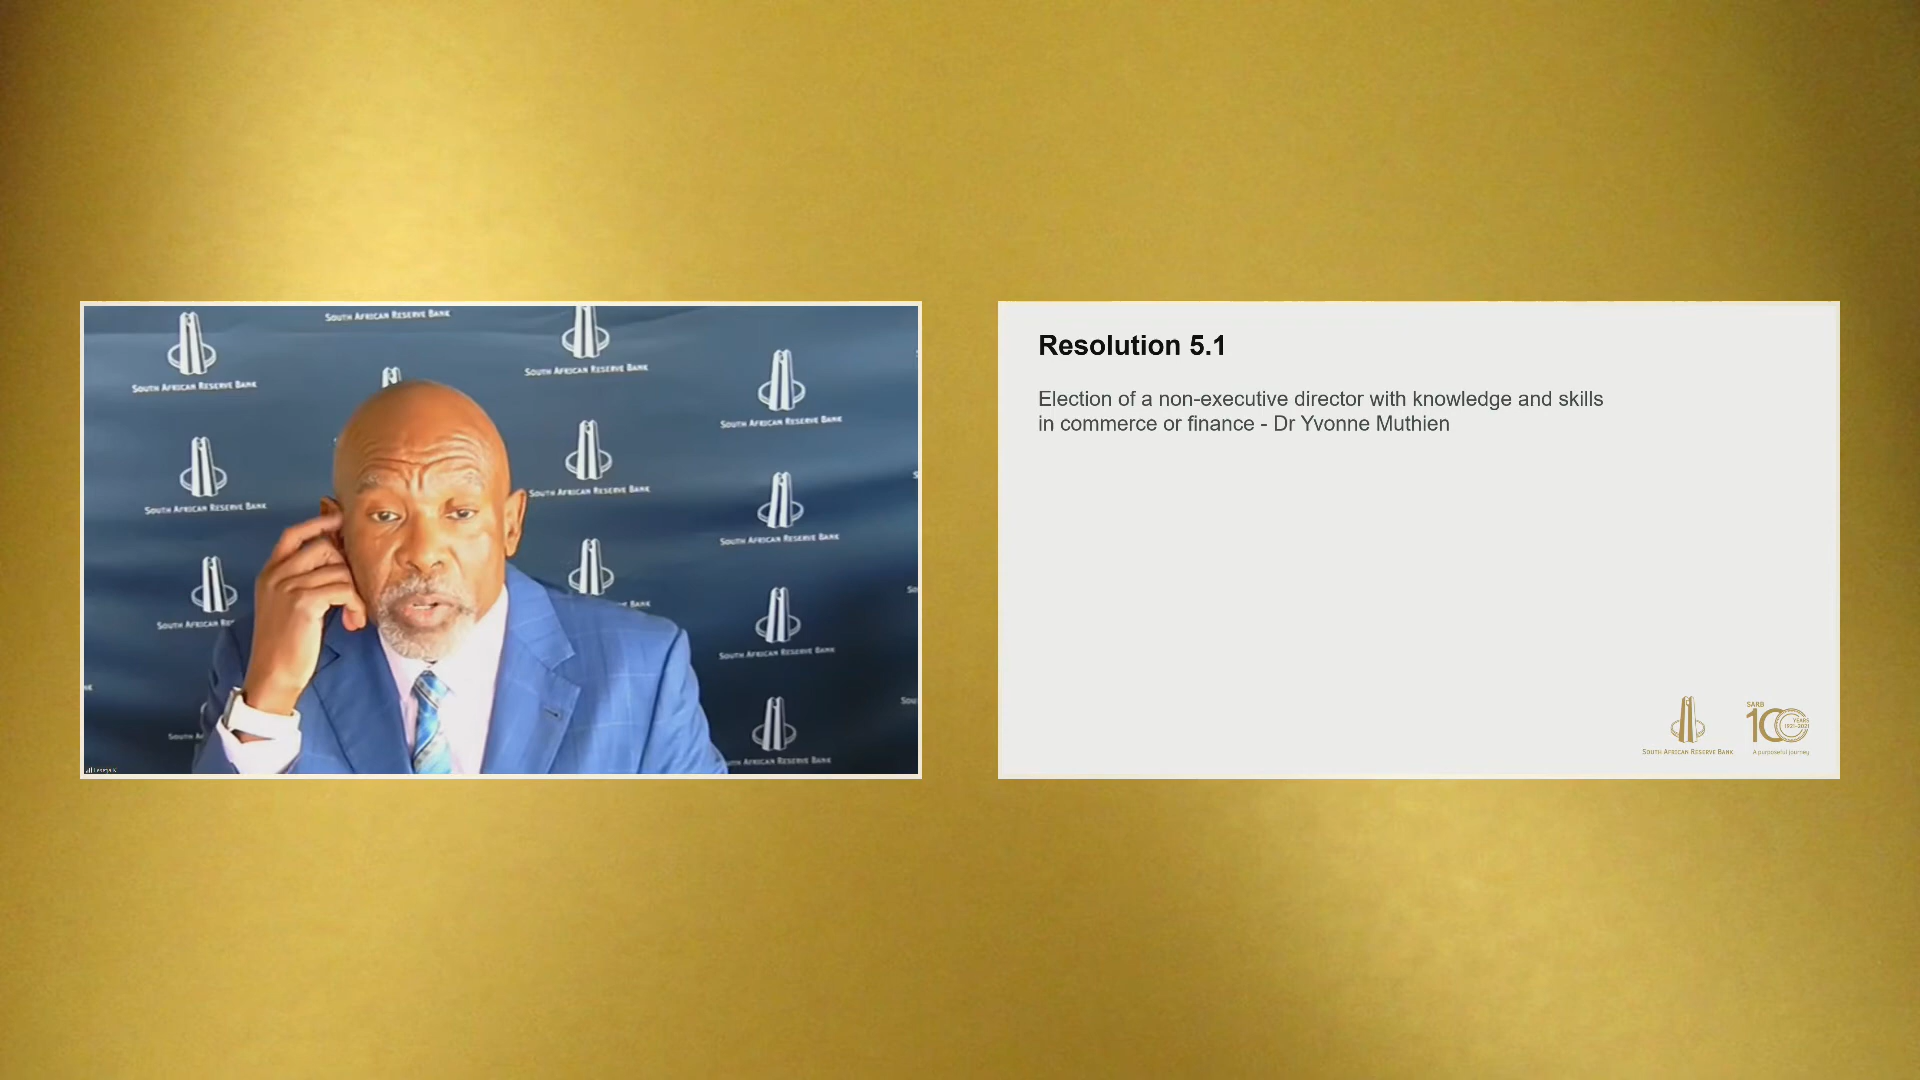 South African Reserve Bank
South African Reserve Bank
South African Reserve Bank
South African Reserve Bank
South African Reserve Bank
South African Reserve Bank
South African Reserve Bank
South African Reserve Bank
South African Reserve Bank
Resolution 5.1
Election of a non-executive director with knowledge and skills
in commerce or finance - Dr Yvonne Muthien
South African Reserve Bank
SARB
100
YEARS
1921-2021
A purposeful journey